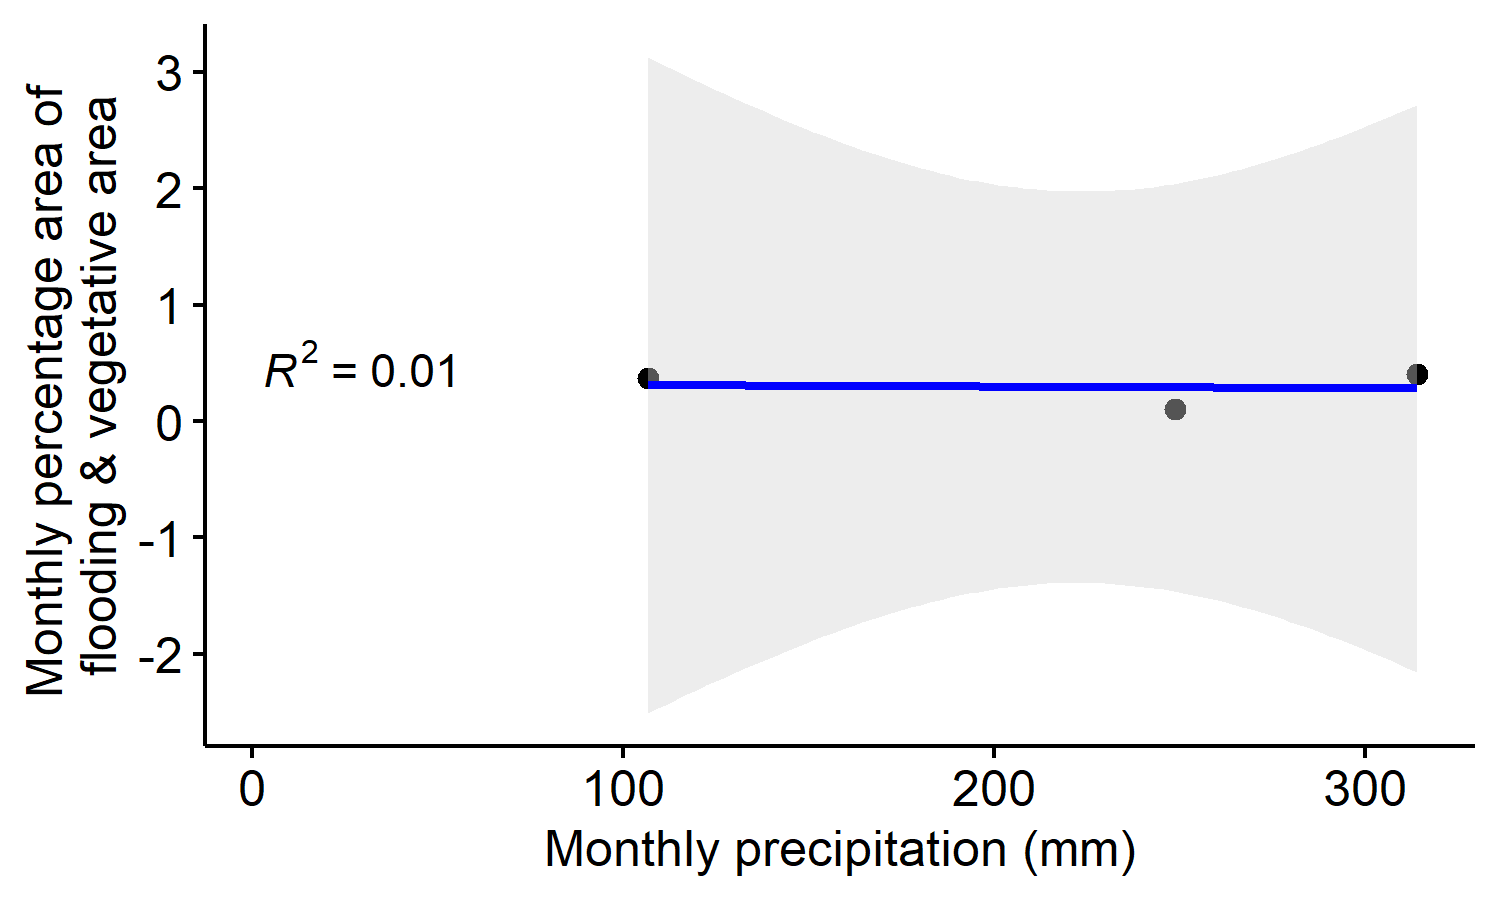 Monthly percentage area of
flooding & vegetative area
3
2
1
0
-1
-2
R² = 0.01
0 100 200 300
Monthly precipitation (mm)